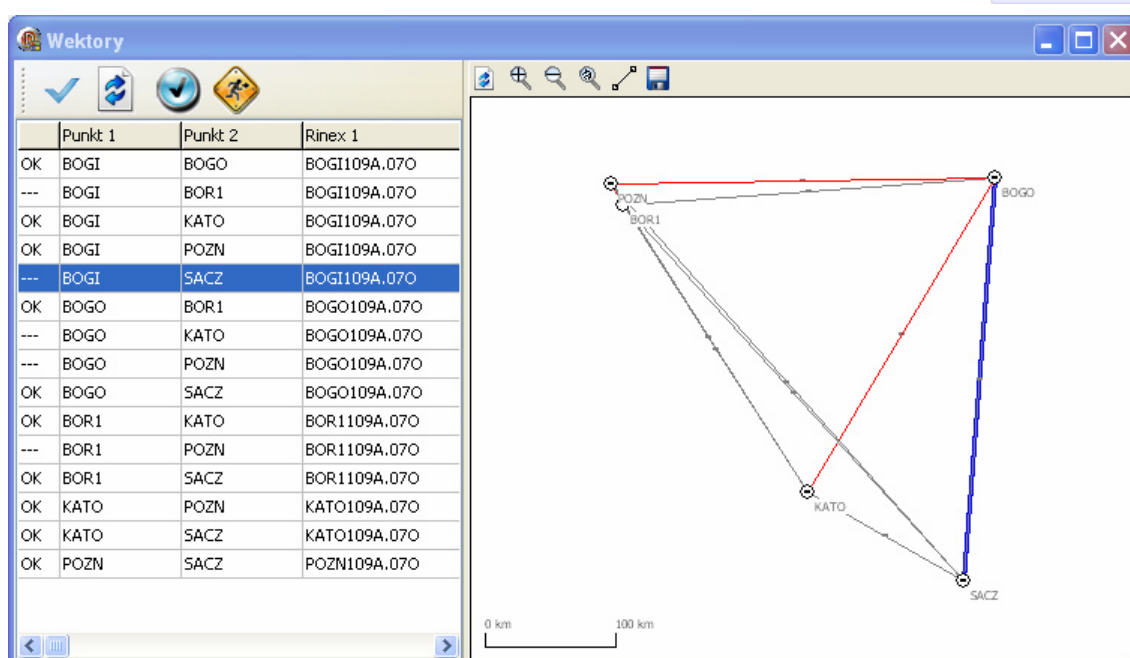 Wektory
Punkt 1 Punkt 2 Rinex 1
OK BOGI BOGO BOGI109A.07O
--- BOGI BOR1 BOGI109A.07O
OK BOGI KATO BOGI109A.07O
OK BOGI POZN BOGI109A.07O
--- BOGI SACZ BOGI109A.07O
OK BOGO BOR1 BOGO109A.07O
--- BOGO KATO BOGO109A.07O
--- BOGO POZN BOGO109A.07O
OK BOGO SACZ BOGO109A.07O
OK BOR1 KATO BOR1109A.07O
--- BOR1 POZN BOR1109A.07O
OK BOR1 SACZ BOR1109A.07O
OK KATO POZN KATO109A.07O
OK KATO SACZ KATO109A.07O
OK POZN SACZ POZN109A.07O
POZN
BOGO
BOR1
KATO
SACZ
0 km 100 km